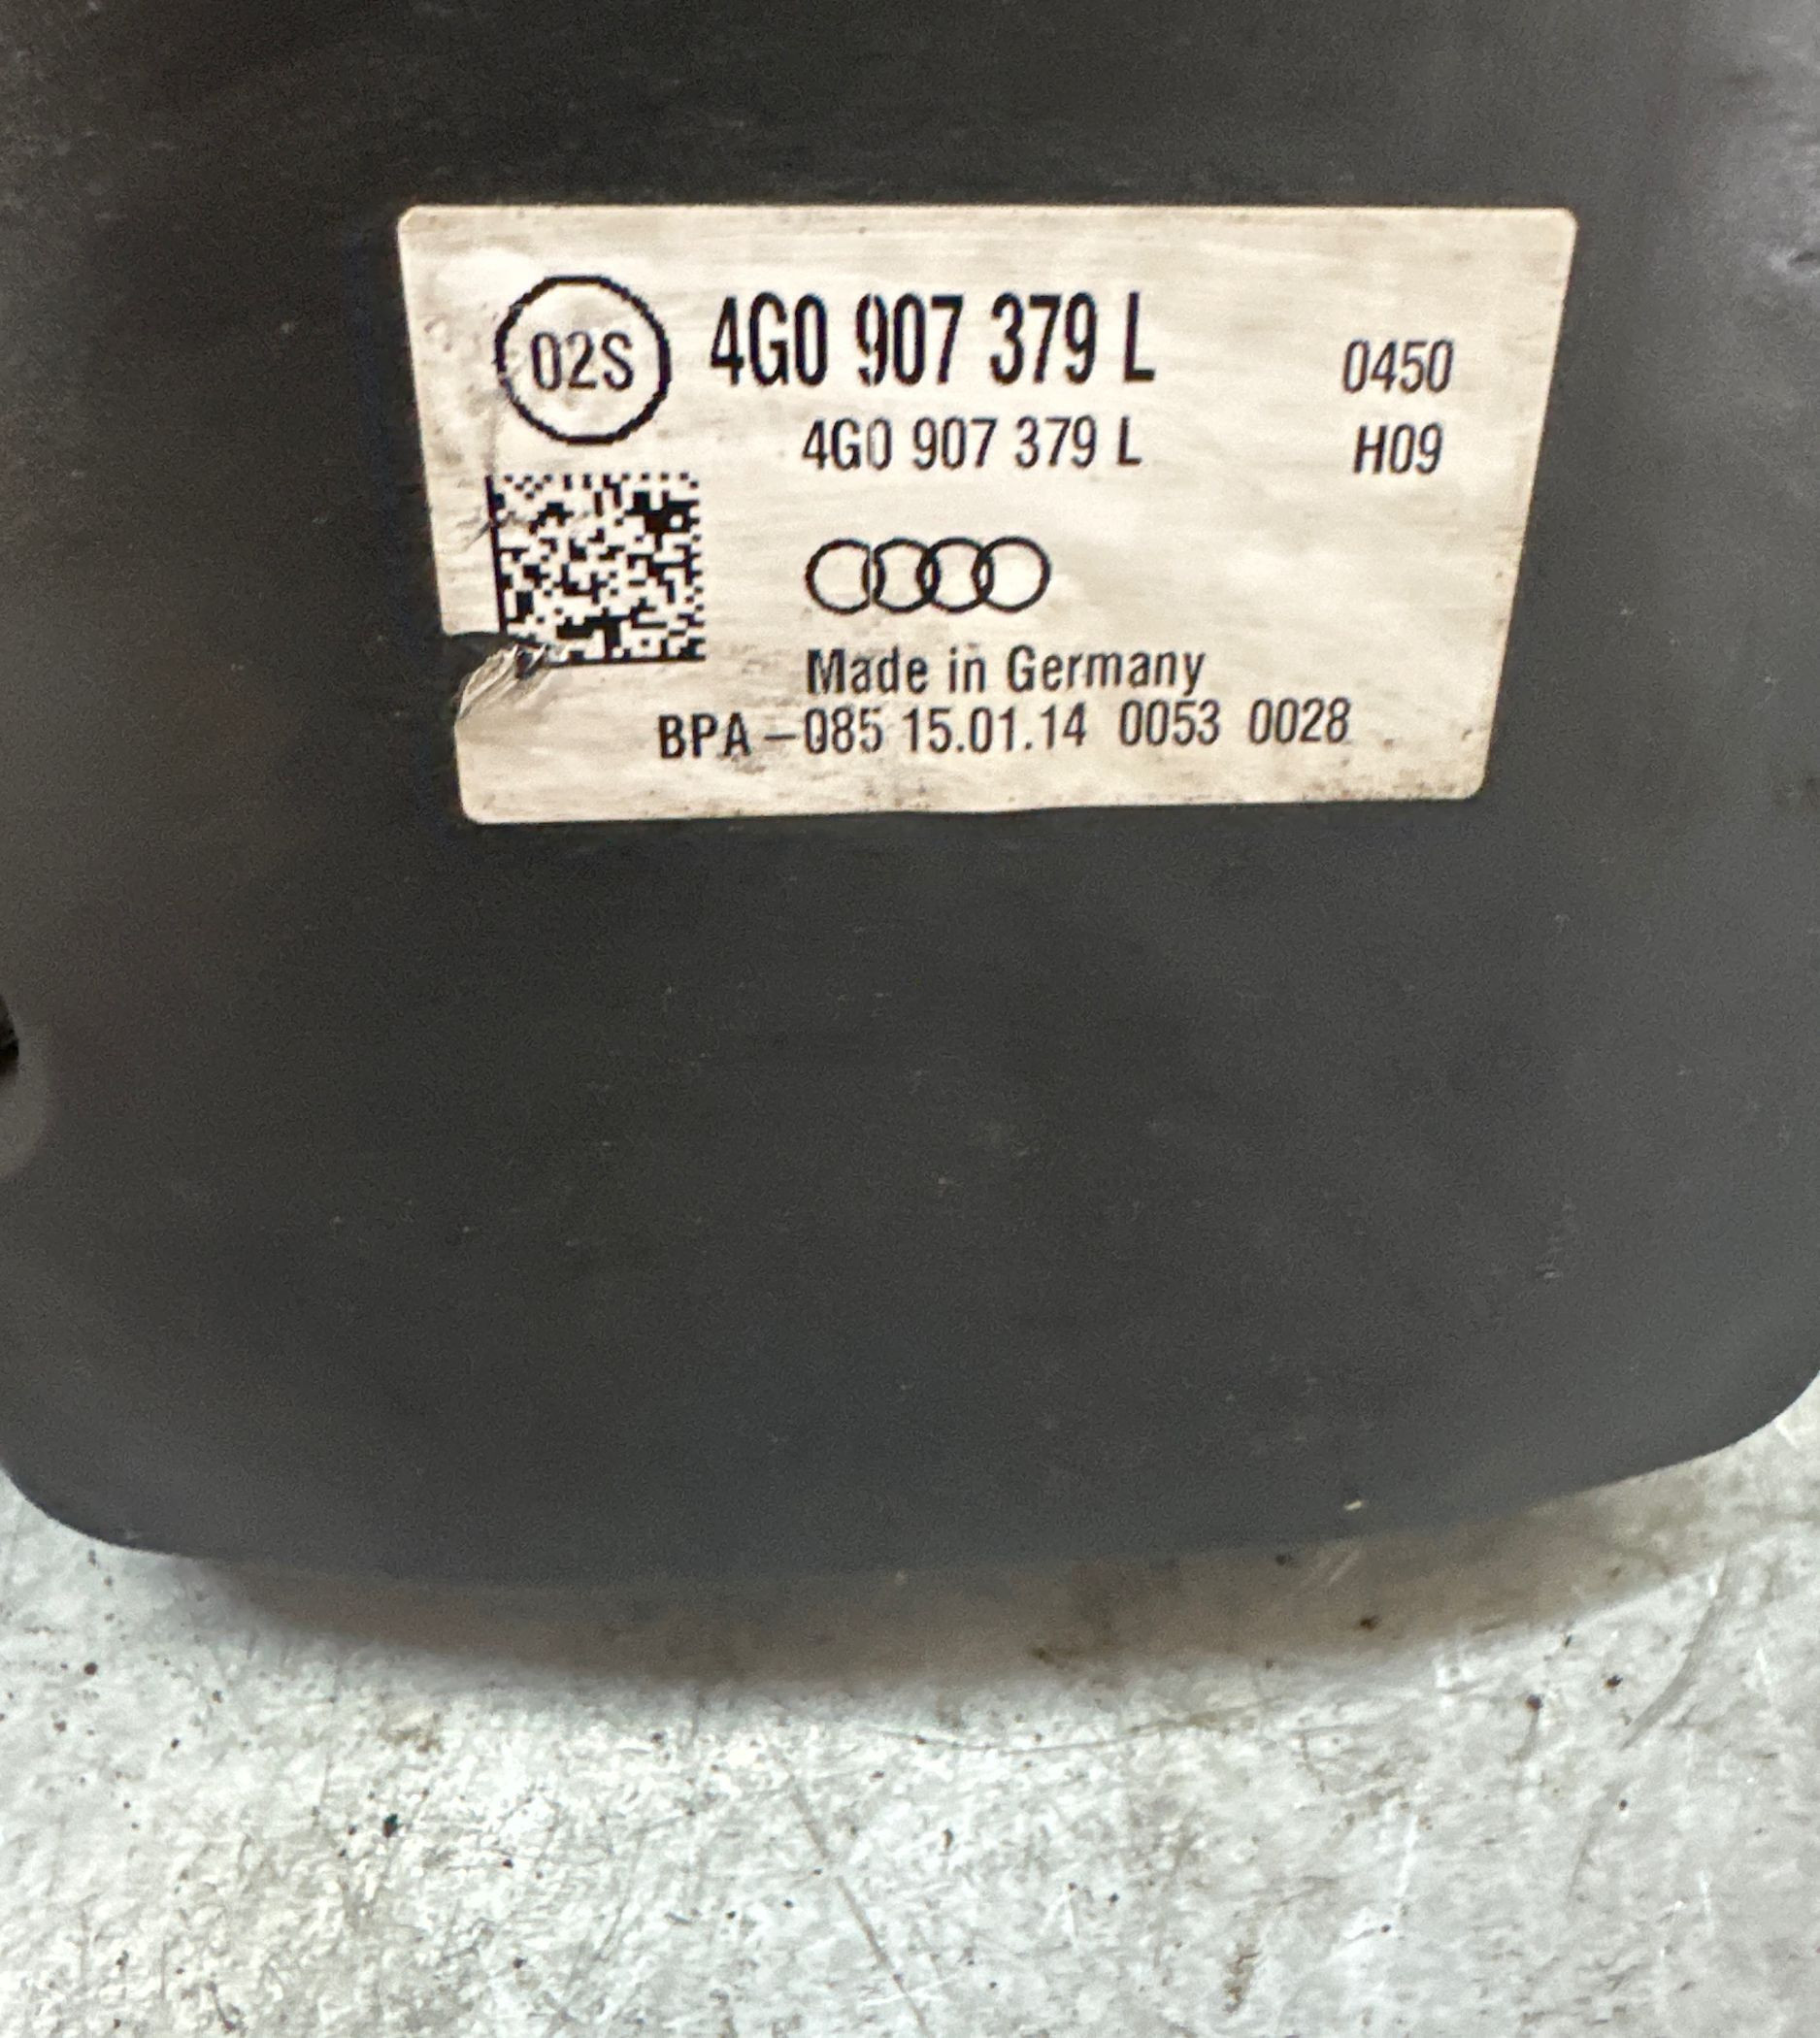 02S 4G0 907 379 L 0450
4G0 907 379 L H09
Made in Germany
BPA -085 15.01.14 0053 0028